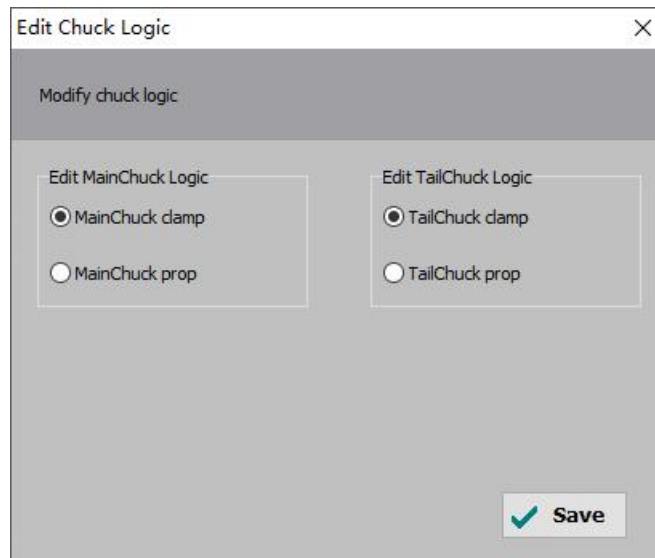 Edit Chuck Logic
Modify chuck logic
Edit MainChuck Logic
MainChuck clamp
MainChuck prop
Edit TailChuck Logic
TailChuck clamp
TailChuck prop
Save